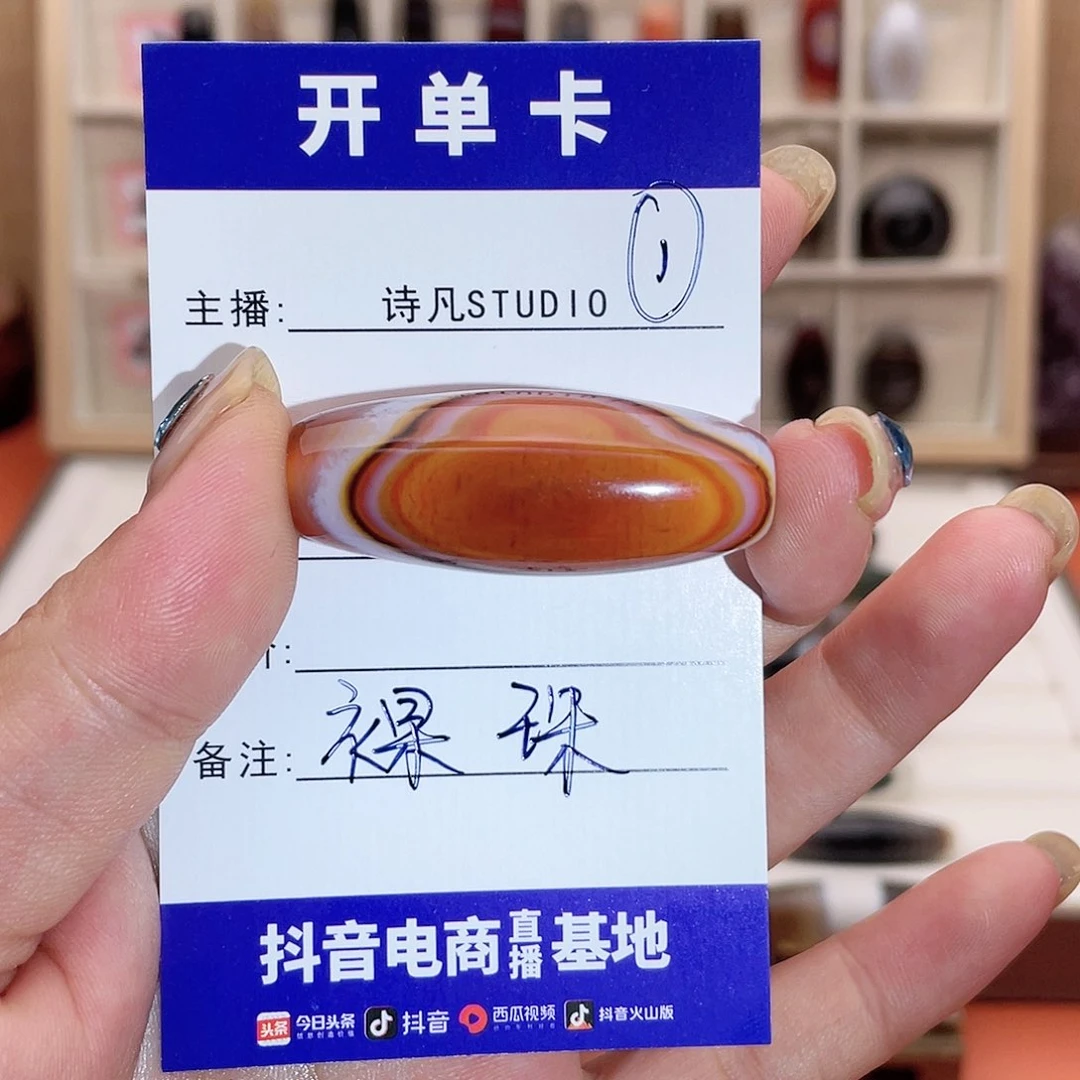 开单卡
①
主播: 诗凡STUDIO
备注: 裸珠
抖音电商直播基地
头条 今日头条 抖音 西瓜视频 抖音火山版